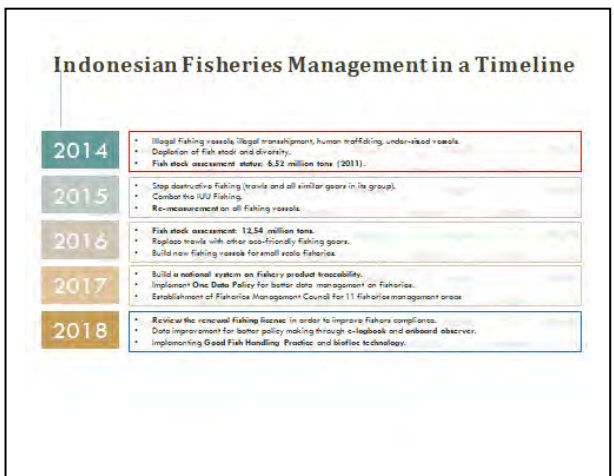 Indonesian Fisheries Management in a Timeline
2014
• Illegal fishing vessels, illegal transhipment, human trafficking, under-sized vessels.
• Depletion of fish stock and diversity.
• Fish stock assessment status: 6,52 million tons (2011).
2015
• Stop destructive fishing (trawls and all similar gears in its group).
• Combat the IUU Fishing.
• Re-measurement on all fishing vessels.
2016
• Fish stock assessment: 12,54 million tons.
• Replace trawls with other eco-friendly fishing gears.
• Build new fishing vessels for small scale fisheries.
2017
• Build a national system on fishery product traceability.
• Implement One Data Policy for better data management on fisheries.
• Establishment of Fisheries Management Council for 11 fisheries management areas
2018
• Review the renewal fishing license in order to improve fishers compliance.
• Data improvement for better policy making through e-logbook and onboard observer.
• Implementing Good Fish Handling Practice and biofloc technology.